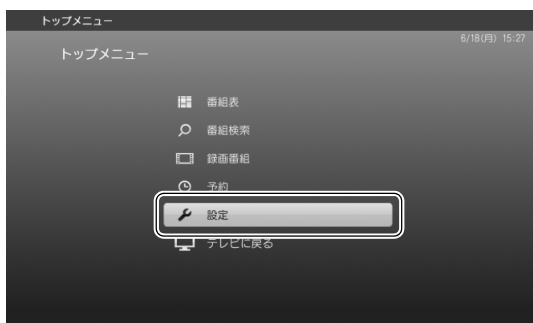 トップメニュー
6/18(月) 15:27
トップメニュー
番組表
番組検索
録画番組
予約
設定
テレビに戻る